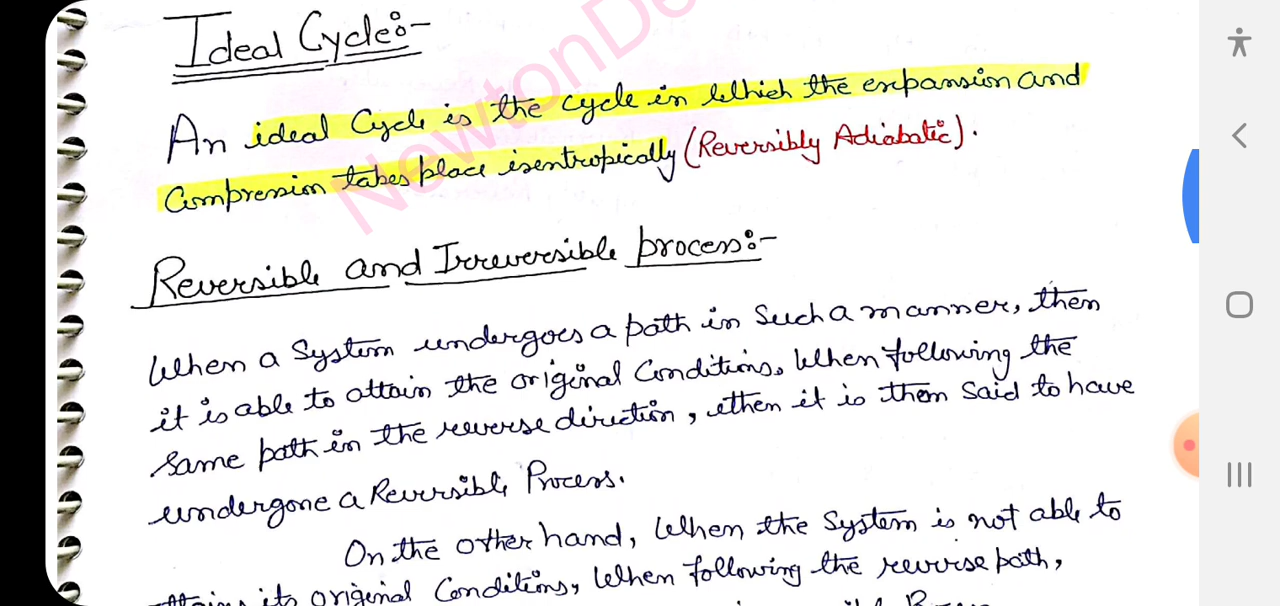 Ideal Cycle:-
An ideal Cycle is the cycle in which the expansion and
Compression takes place isentropically (Reversibly Adiabatic).
Reversible and Irreversible process:-
When a System undergoes a path in Such a manner, then
it is able to attain the original Conditions, When following the
same path in the reverse direction, then it is then said to have
undergone a Reversible Process.
On the other hand, When the System is not able to
its original Conditions, When following the reverse path,